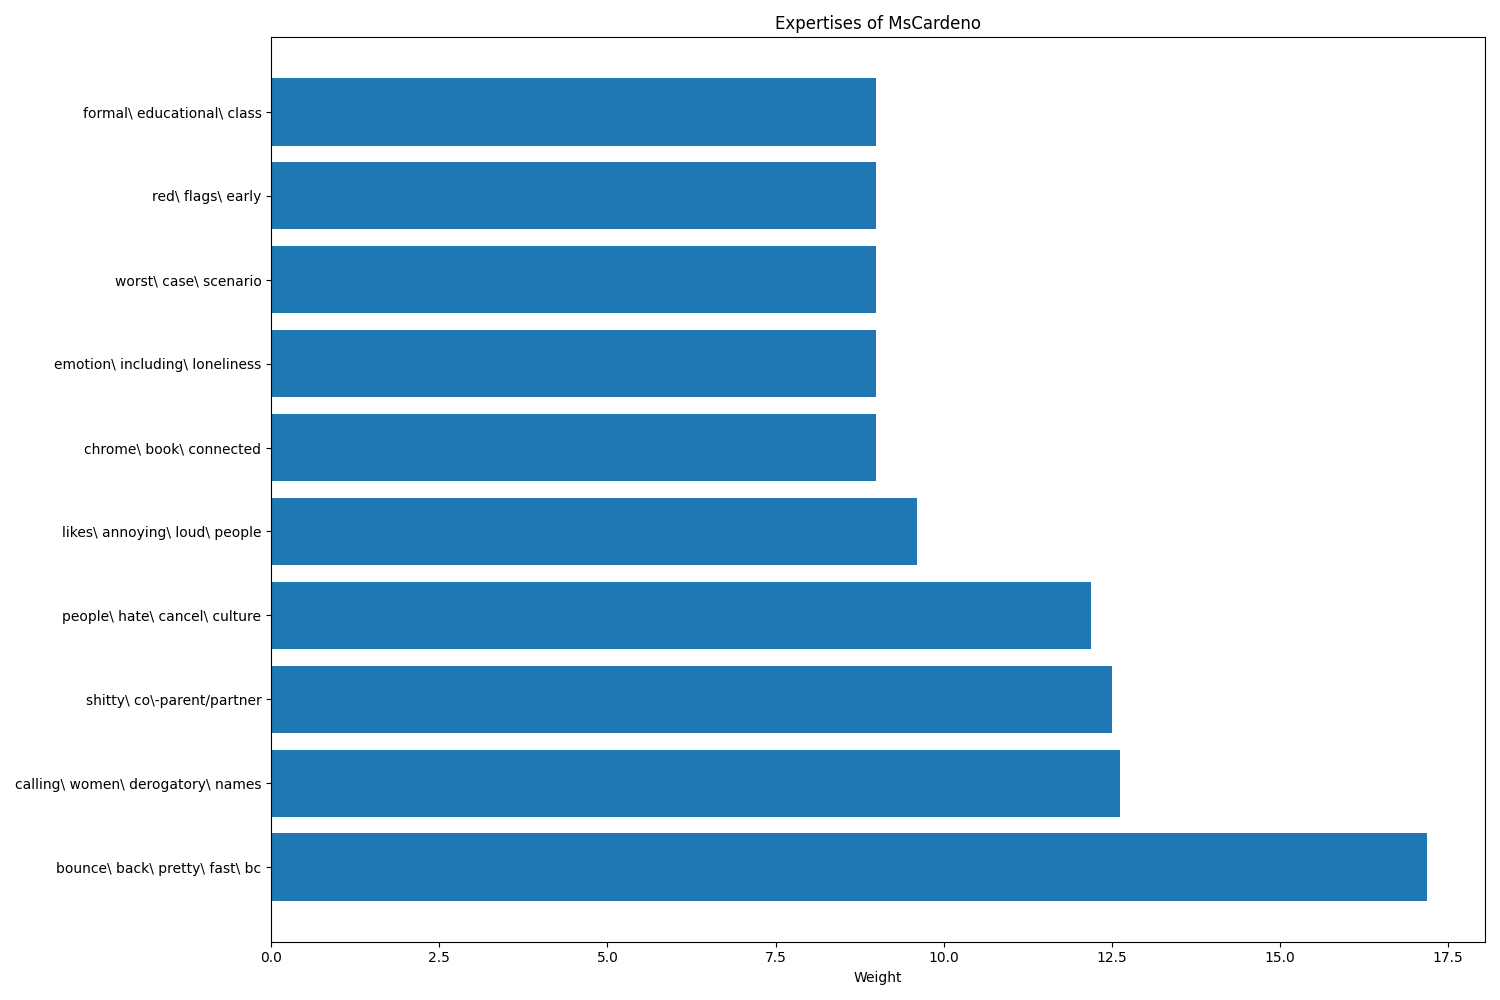 Expertises of MsCardeno
formal\ educational\ class
red\ flags\ early
worst\ case\ scenario
emotion\ including\ loneliness
chrome\ book\ connected
likes\ annoying\ loud\ people
people\ hate\ cancel\ culture
shitty\ co\-parent/partner
calling\ women\ derogatory\ names
bounce\ back\ pretty\ fast\ bc
0.0 2.5 5.0 7.5 10.0 12.5 15.0 17.5
Weight